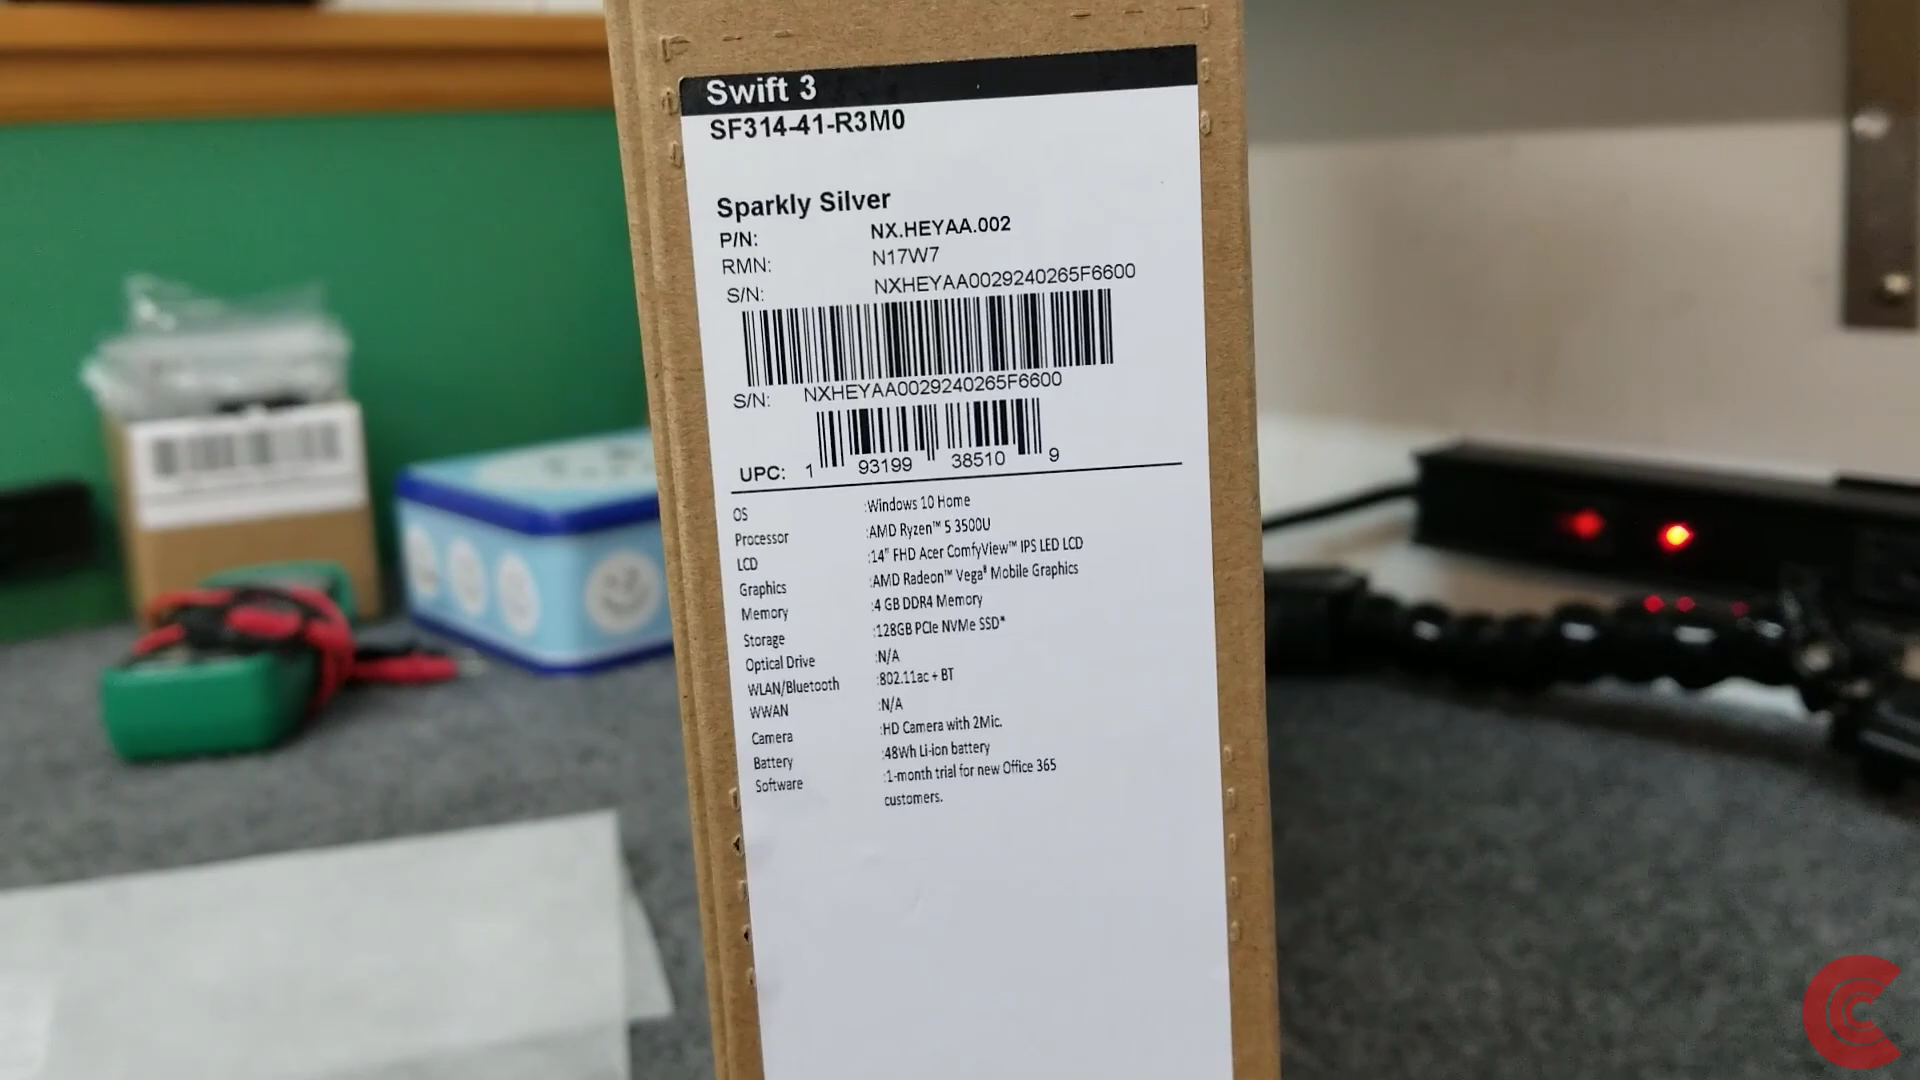 Swift 3
SF314-41-R3M0
Sparkly Silver
P/N: NX.HEYAA.002
RMN: N17W7
S/N: NXHEYAA0029240265F6600
S/N: NXHEYAA0029240265F6600
UPC: 1 93199 38510 9
OS :Windows 10 Home
Processor :AMD Ryzen™ 5 3500U
LCD :14" FHD Acer ComfyView™ IPS LED LCD
Graphics :AMD Radeon™ Vega⁸ Mobile Graphics
Memory :4 GB DDR4 Memory
Storage :128GB PCIe NVMe SSD*
Optical Drive :N/A
WLAN/Bluetooth :802.11ac + BT
WWAN :N/A
Camera :HD Camera with 2Mic.
Battery :48Wh Li-ion battery
Software :1-month trial for new Office 365
customers.